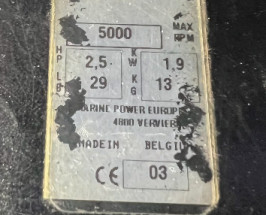 5000 MAX RPM
HP 2,5 KW 1,9
LB 29 KG 13
MARINE POWER EUROPE
4800 VERVIERS
MADE IN BELGIUM
CE 03